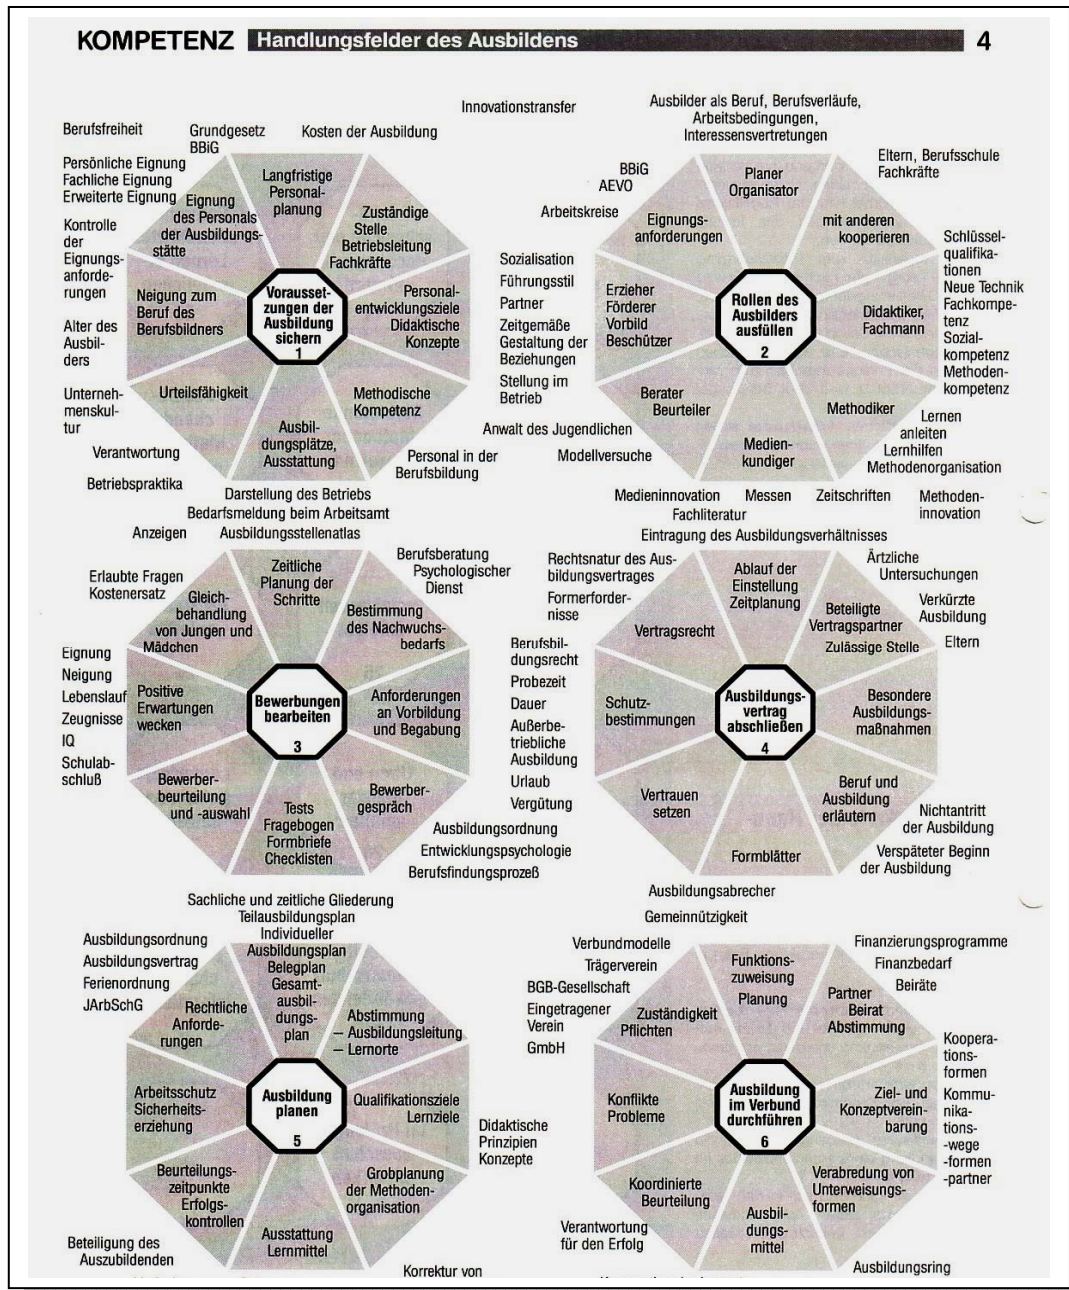 KOMPETENZ Handlungsfelder des Ausbildens 4
Innovationstransfer
Berufsfreiheit
Grundgesetz
BBiG
Kosten der Ausbildung
Persönliche Eignung
Fachliche Eignung
Erweiterte Eignung
Kontrolle
der
Eignungs-
anforde-
rungen
Alter des
Ausbil-
ders
Unterneh-
menskul-
tur
Verantwortung
Betriebspraktika
Langfristige
Personal-
planung
Zuständige
Stelle
Betriebsleitung
Fachkräfte
Personal-
entwicklungsziele
Didaktische
Konzepte
Methodische
Kompetenz
Ausbil-
dungsplätze,
Ausstattung
Urteilsfähigkeit
Neigung zum
Beruf des
Berufsbildners
Eignung
des Personals
der Ausbildungs-
stätte
Vorausset-
zungen der
Ausbildung
sichern
1
Personal in der
Berufsbildung
Ausbilder als Beruf, Berufsverläufe,
Arbeitsbedingungen,
Interessensvertretungen
BBiG
AEVO
Arbeitskreise
Eltern, Berufsschule
Fachkräfte
Sozialisation
Führungsstil
Partner
Zeitgemäße
Gestaltung der
Beziehungen
Stellung im
Betrieb
Anwalt des Jugendlichen
Modellversuche
Planer
Organisator
mit anderen
kooperieren
Didaktiker,
Fachmann
Methodiker
Medien-
kundiger
Berater
Beurteiler
Erzieher
Förderer
Vorbild
Beschützer
Eignungs-
anforderungen
Rollen des
Ausbilders
ausfüllen
2
Schlüssel-
qualifika-
tionen
Neue Technik
Fachkompe-
tenz
Sozial-
kompetenz
Methoden-
kompetenz
Lernen
anleiten
Lernhilfen
Methodenorganisation
Medieninnovation Messen Zeitschriften
Fachliteratur
Methoden-
innovation
Darstellung des Betriebs
Bedarfsmeldung beim Arbeitsamt
Anzeigen Ausbildungsstellenatlas
Berufsberatung
Psychologischer
Dienst
Erlaubte Fragen
Kostenersatz
Eignung
Neigung
Lebenslauf
Zeugnisse
IQ
Schulab-
schluß
Zeitliche
Planung der
Schritte
Bestimmung
des Nachwuchs-
bedarfs
Anforderungen
an Vorbildung
und Begabung
Bewerber-
gespräch
Tests
Fragebogen
Formbriefe
Checklisten
Bewerber-
beurteilung
und -auswahl
Positive
Erwartungen
wecken
Gleich-
behandlung
von Jungen und
Mädchen
Bewerbungen
bearbeiten
3
Ausbildungsordnung
Entwicklungspsychologie
Berufsfindungsprozeß
Eintragung des Ausbildungsverhältnisses
Rechtsnatur des Aus-
bildungsvertrages
Formerforder-
nisse
Ärztliche
Untersuchungen
Verkürzte
Ausbildung
Eltern
Berufsbil-
dungsrecht
Probezeit
Dauer
Außerbe-
triebliche
Ausbildung
Urlaub
Vergütung
Ablauf der
Einstellung
Zeitplanung
Beteiligte
Vertragspartner
Zulässige Stelle
Besondere
Ausbildungs-
maßnahmen
Beruf und
Ausbildung
erläutern
Formblätter
Vertrauen
setzen
Schutz-
bestimmungen
Vertragsrecht
Ausbildungs-
vertrag
abschließen
4
Nichtantritt
der Ausbildung
Verspäteter Beginn
der Ausbildung
Ausbildungsabrecher
Sachliche und zeitliche Gliederung
Teilausbildungsplan
Individueller
Ausbildungsplan
Belegplan
Gesamt-
ausbil-
dungs-
plan
Ausbildungsordnung
Ausbildungsvertrag
Ferienordnung
JArbSchG
Abstimmung
– Ausbildungsleitung
– Lernorte
Qualifikationsziele
Lernziele
Grobplanung
der Methoden-
organisation
Ausstattung
Lernmittel
Beurteilungs-
zeitpunkte
Erfolgs-
kontrollen
Arbeitsschutz
Sicherheits-
erziehung
Rechtliche
Anforde-
rungen
Ausbildung
planen
5
Didaktische
Prinzipien
Konzepte
Beteiligung des
Auszubildenden
Korrektur von
Gemeinnützigkeit
Verbundmodelle
Trägerverein
BGB-Gesellschaft
Eingetragener
Verein
GmbH
Finanzierungsprogramme
Finanzbedarf
Beiräte
Funktions-
zuweisung
Planung
Partner
Beirat
Abstimmung
Ziel- und
Konzeptverein-
barung
Verabredung von
Unterweisungs-
formen
Ausbil-
dungs-
mittel
Koordinierte
Beurteilung
Konflikte
Probleme
Zuständigkeit
Pflichten
Ausbildung
im Verbund
durchführen
6
Koopera-
tions-
formen
Kommu-
nika-
tions-
-wege
-formen
-partner
Verantwortung
für den Erfolg
Ausbildungsring